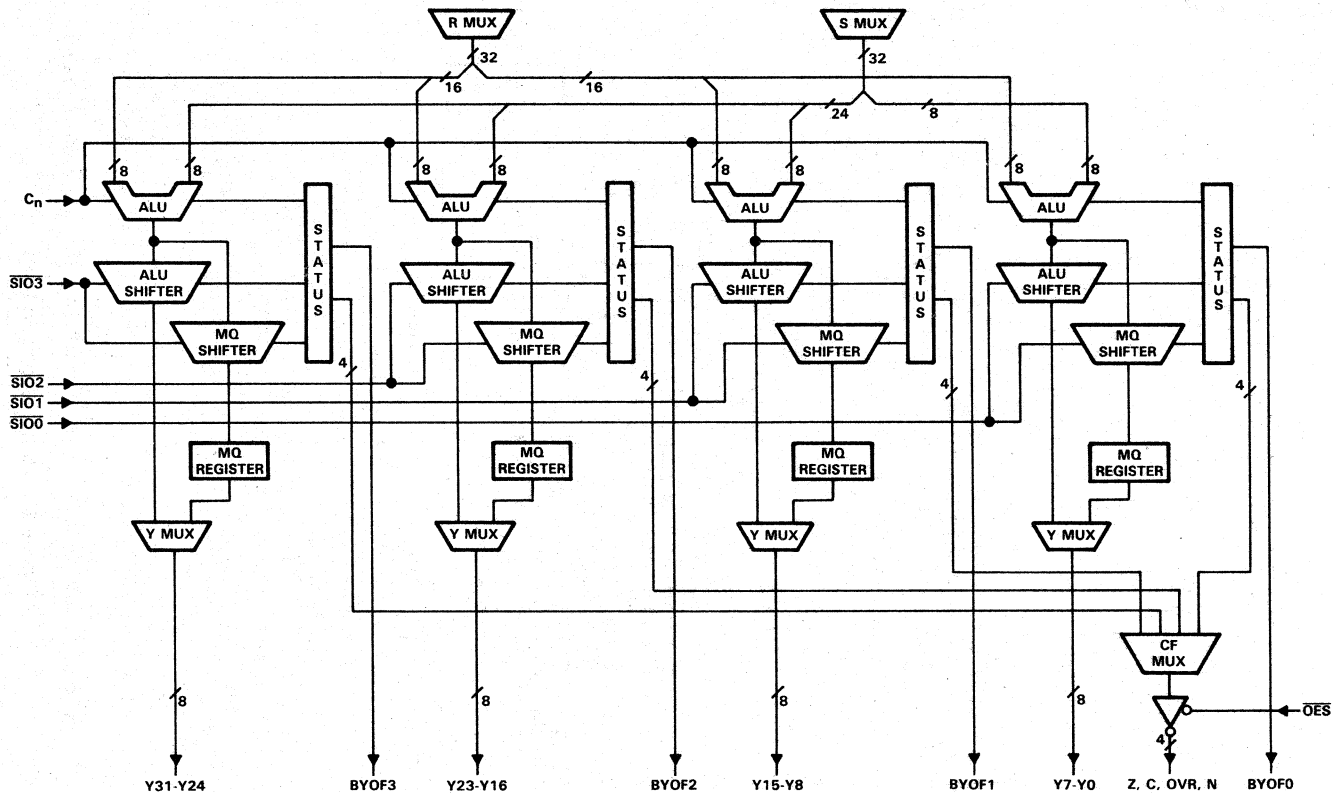 R MUX
S MUX
32
32
16
16
24
8
8
8
8
8
8
8
8
8
Cn
ALU
ALU
ALU
ALU
STATUS
STATUS
STATUS
STATUS
SIO3
ALU
SHIFTER
ALU
SHIFTER
ALU
SHIFTER
ALU
SHIFTER
MQ
SHIFTER
MQ
SHIFTER
MQ
SHIFTER
MQ
SHIFTER
4
4
4
4
SIO2
SIO1
SIO0
MQ
REGISTER
MQ
REGISTER
MQ
REGISTER
MQ
REGISTER
Y MUX
Y MUX
Y MUX
Y MUX
CF
MUX
8
8
8
8
OES
4
Y31-Y24
BYOF3
Y23-Y16
BYOF2
Y15-Y8
BYOF1
Y7-Y0
Z, C, OVR, N
BYOF0